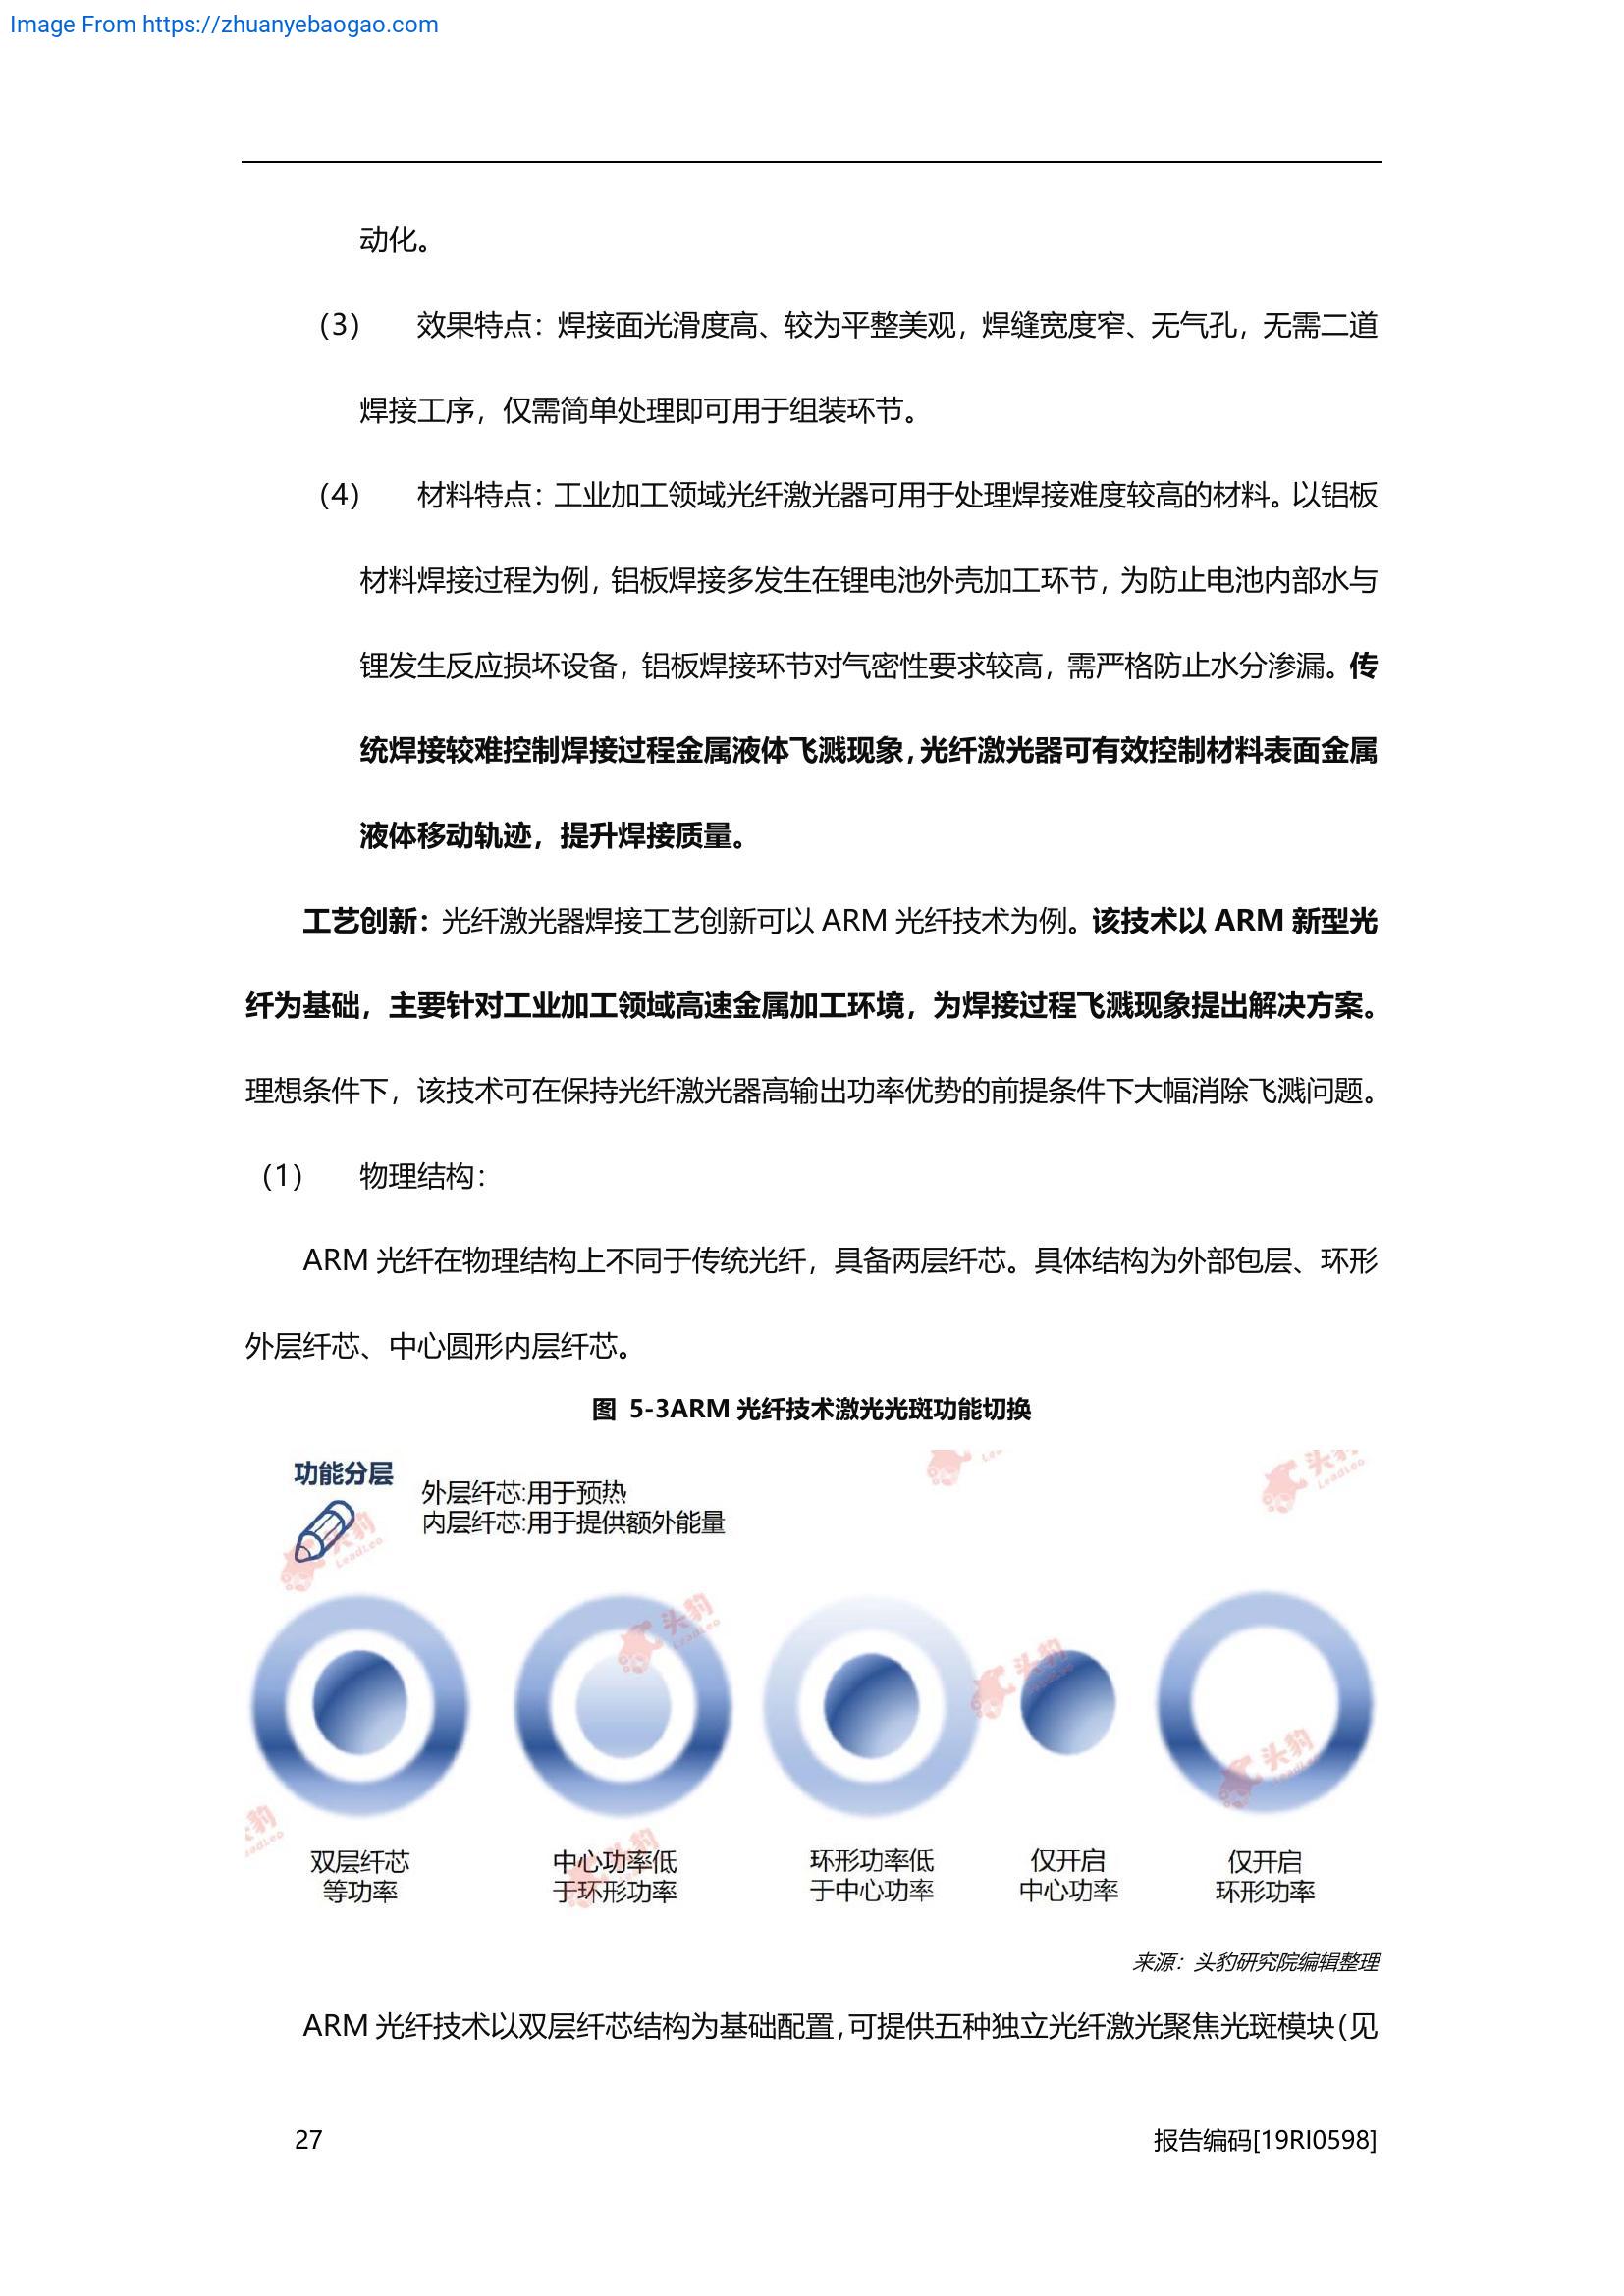 Image From https://zhuanyebaogao.com
动化。
（3） 效果特点：焊接面光滑度高、较为平整美观，焊缝宽度窄、无气孔，无需二道
焊接工序，仅需简单处理即可用于组装环节。
（4） 材料特点：工业加工领域光纤激光器可用于处理焊接难度较高的材料。以铝板
材料焊接过程为例，铝板焊接多发生在锂电池外壳加工环节，为防止电池内部水与
锂发生反应损坏设备，铝板焊接环节对气密性要求较高，需严格防止水分渗漏。传
统焊接较难控制焊接过程金属液体飞溅现象，光纤激光器可有效控制材料表面金属
液体移动轨迹，提升焊接质量。
工艺创新：光纤激光器焊接工艺创新可以 ARM 光纤技术为例。该技术以 ARM 新型光
纤为基础，主要针对工业加工领域高速金属加工环境，为焊接过程飞溅现象提出解决方案。
理想条件下，该技术可在保持光纤激光器高输出功率优势的前提条件下大幅消除飞溅问题。
（1） 物理结构：
ARM 光纤在物理结构上不同于传统光纤，具备两层纤芯。具体结构为外部包层、环形
外层纤芯、中心圆形内层纤芯。
图 5-3ARM 光纤技术激光光斑功能切换
功能分层
外层纤芯:用于预热
内层纤芯:用于提供额外能量
头豹
LeadLeo
双层纤芯
等功率
中心功率低
于环形功率
环形功率低
于中心功率
仅开启
中心功率
仅开启
环形功率
来源：头豹研究院编辑整理
ARM 光纤技术以双层纤芯结构为基础配置，可提供五种独立光纤激光聚焦光斑模块（见
27
报告编码[19RI0598]